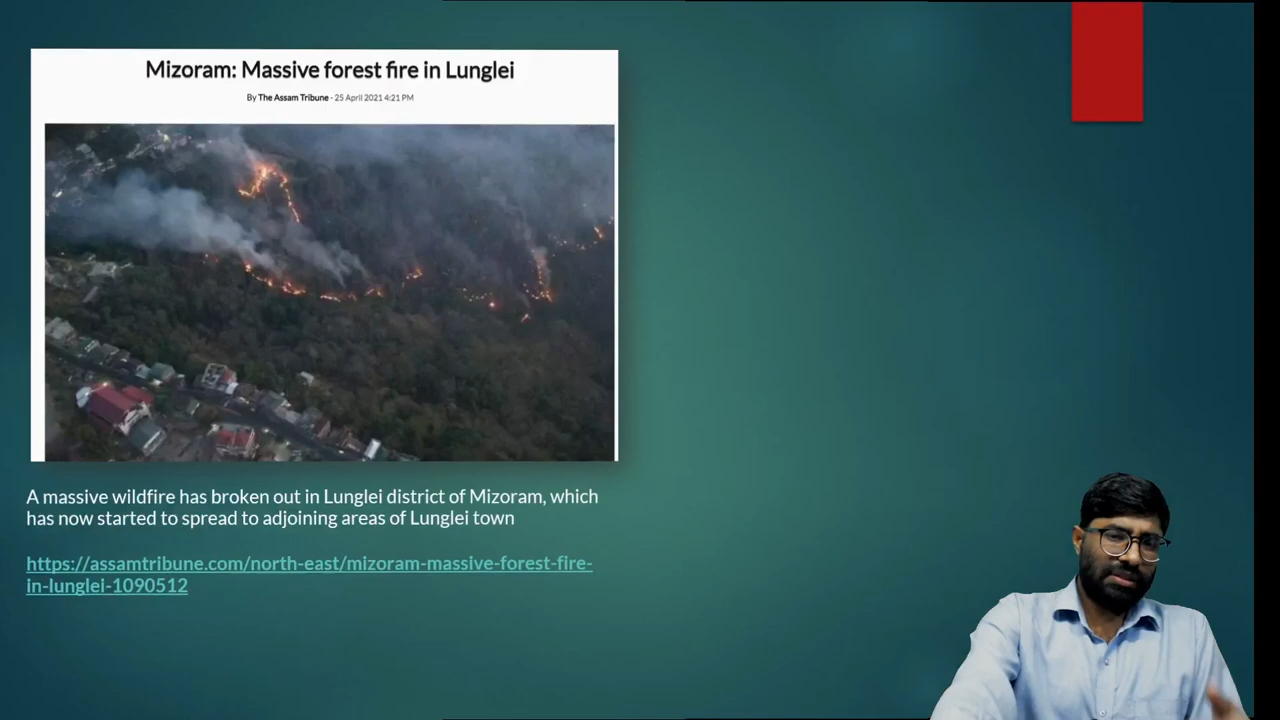 Mizoram: Massive forest fire in Lunglei
By The Assam Tribune - 25 April 2021 4:21 PM
A massive wildfire has broken out in Lunglei district of Mizoram, which
has now started to spread to adjoining areas of Lunglei town
https://assamtribune.com/north-east/mizoram-massive-forest-fire-
in-lunglei-1090512